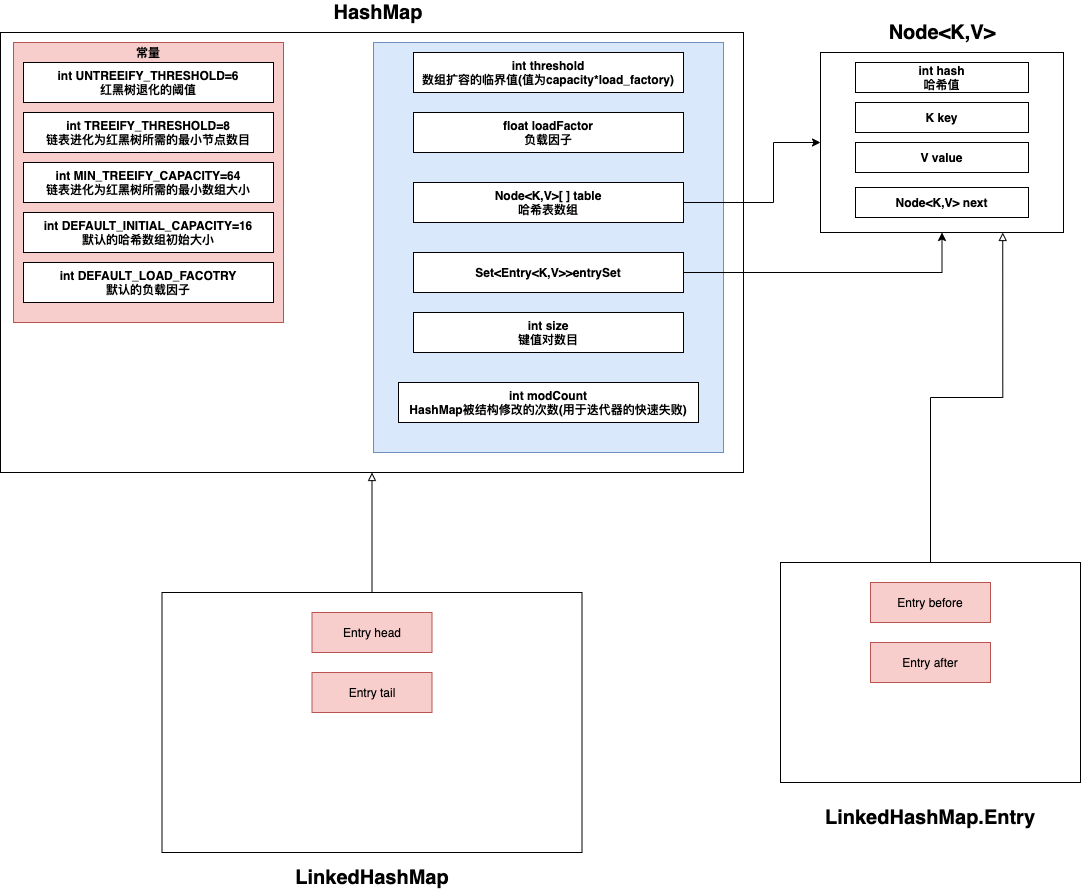 HashMap
常量
int UNTREEIFY_THRESHOLD=6
红黑树退化的阈值
int TREEIFY_THRESHOLD=8
链表进化为红黑树所需的最小节点数目
int MIN_TREEIFY_CAPACITY=64
链表进化为红黑树所需的最小数组大小
int DEFAULT_INITIAL_CAPACITY=16
默认的哈希数组初始大小
int DEFAULT_LOAD_FACOTRY
默认的负载因子
int threshold
数组扩容的临界值(值为capacity*load_factory)
float loadFactor
负载因子
Node<K,V>[ ] table
哈希表数组
Set<Entry<K,V>>entrySet
int size
键值对数目
int modCount
HashMap被结构修改的次数(用于迭代器的快速失败)
Node<K,V>
int hash
哈希值
K key
V value
Node<K,V> next
Entry head
Entry tail
LinkedHashMap
Entry before
Entry after
LinkedHashMap.Entry